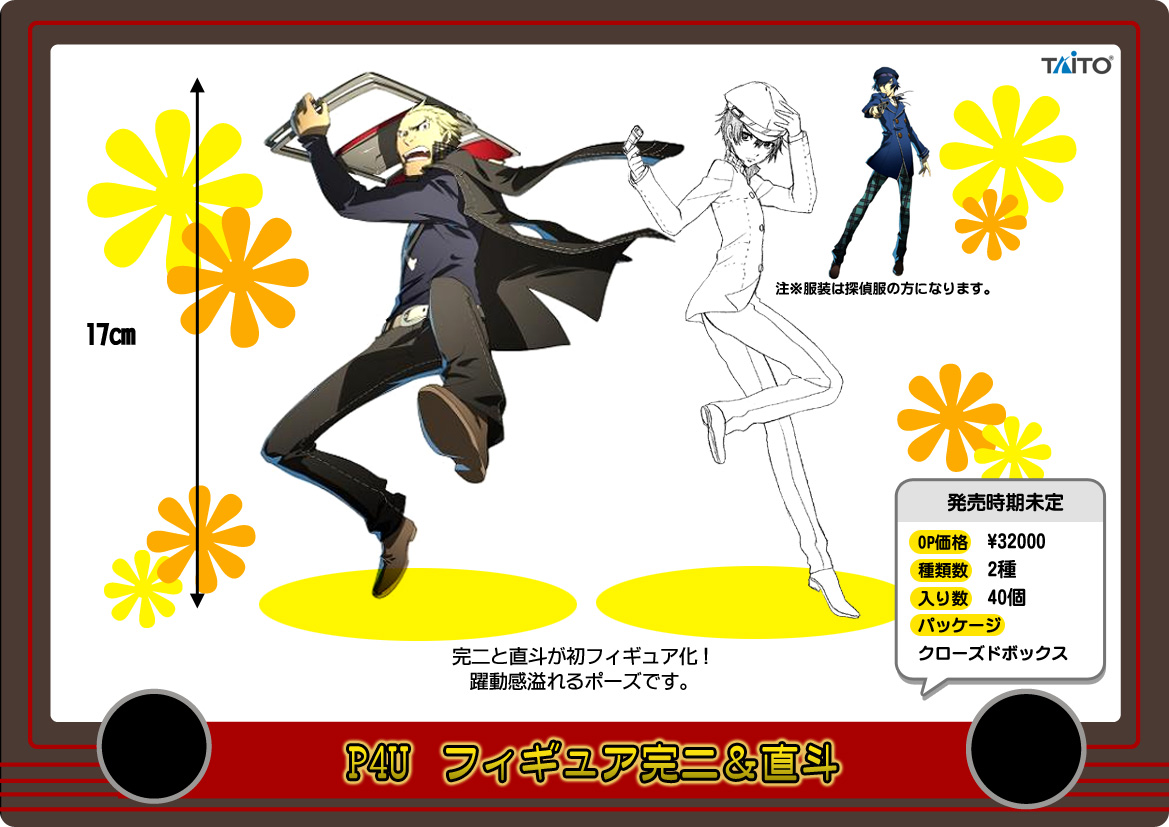 TAITO®
注※服装は探偵服の方になります。
17cm
発売時期未定
OP価格 ¥32000
種類数 2種
入り数 40個
パッケージ
クローズドボックス
完二と直斗が初フィギュア化！
躍動感溢れるポーズです。
P4U フィギュア完二＆直斗